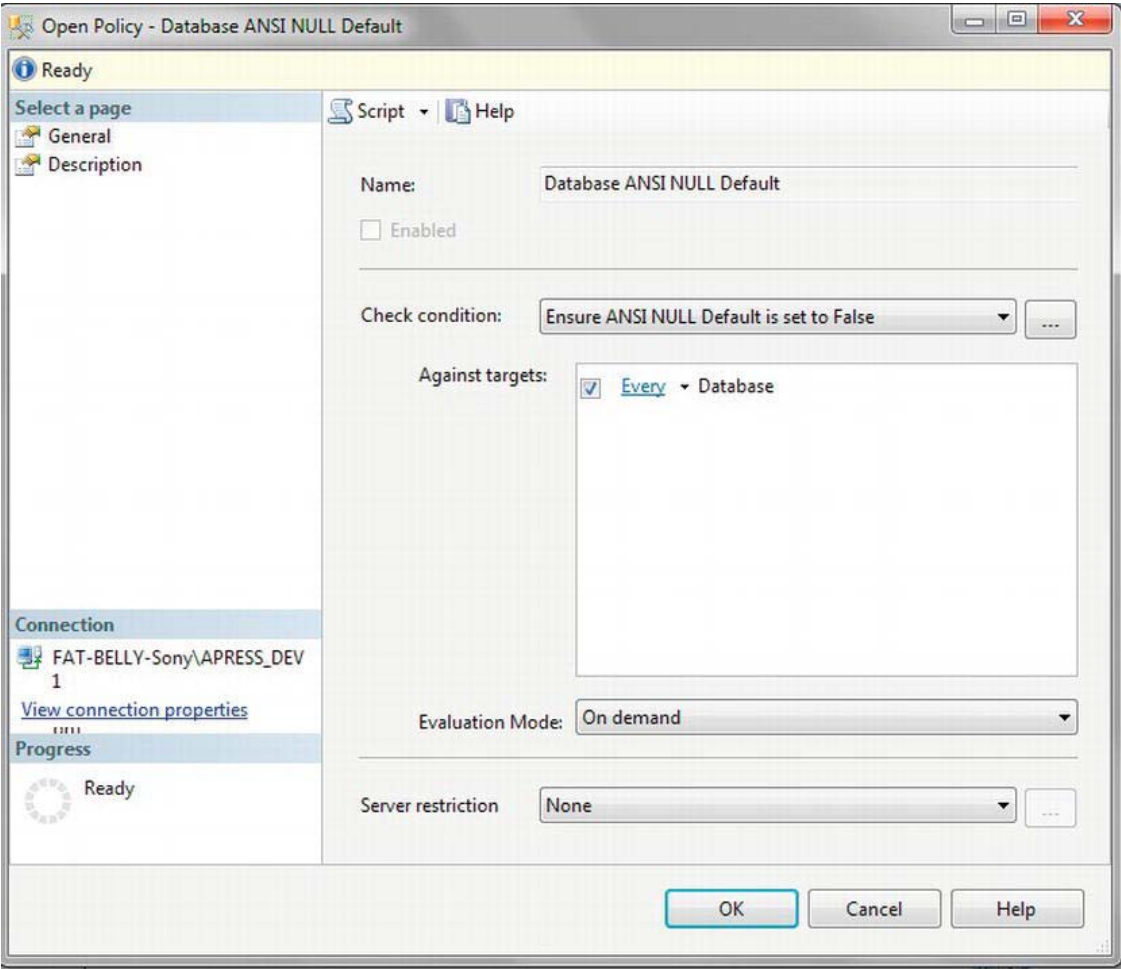 Open Policy - Database ANSI NULL Default
Ready
Select a page
General
Description
Script
Help
Name:
Database ANSI NULL Default
Enabled
Check condition:
Ensure ANSI NULL Default is set to False
...
Against targets:
Every Database
Evaluation Mode:
On demand
Server restriction
None
...
Connection
FAT-BELLY-Sony\APRESS_DEV
1
View connection properties
Progress
Ready
OK
Cancel
Help